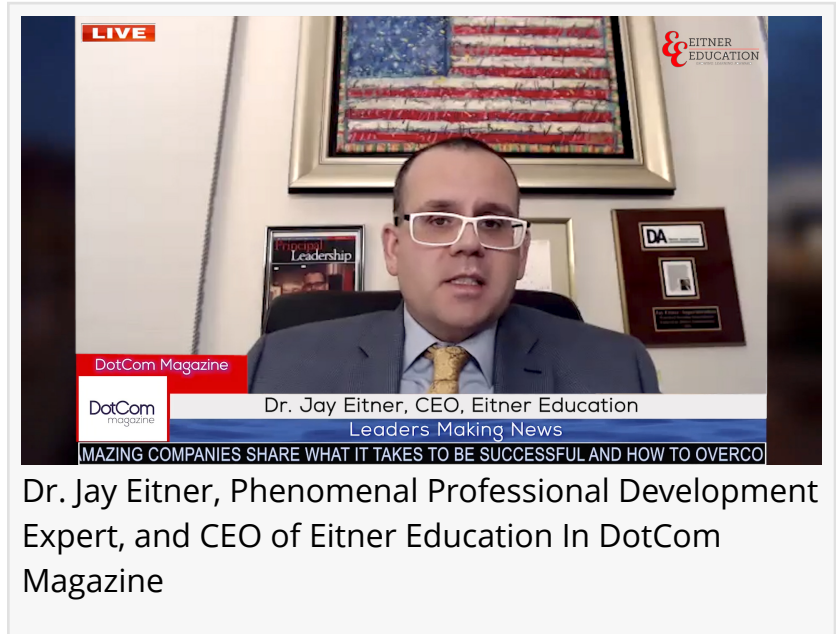 LIVE
EITNER
EDUCATION
Principal
Leadership
DA
DotCom Magazine
DotCom
magazine
Dr. Jay Eitner, CEO, Eitner Education
Leaders Making News
MAZING COMPANIES SHARE WHAT IT TAKES TO BE SUCCESSFUL AND HOW TO OVERCO
Dr. Jay Eitner, Phenomenal Professional Development
Expert, and CEO of Eitner Education In DotCom
Magazine